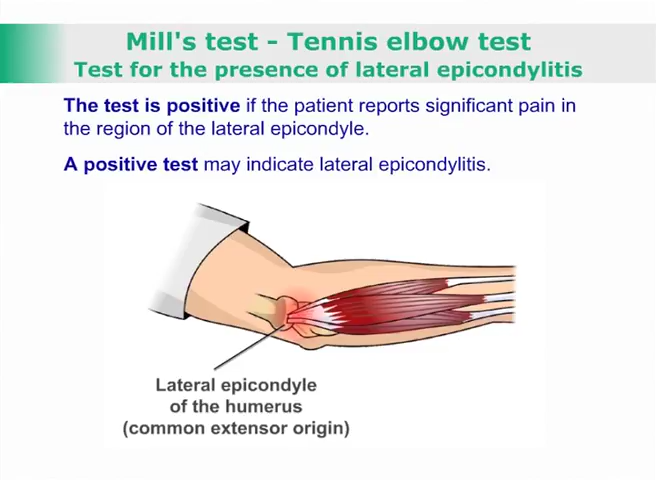 Mill's test - Tennis elbow test
Test for the presence of lateral epicondylitis
The test is positive if the patient reports significant pain in
the region of the lateral epicondyle.
A positive test may indicate lateral epicondylitis.
Lateral epicondyle
of the humerus
(common extensor origin)